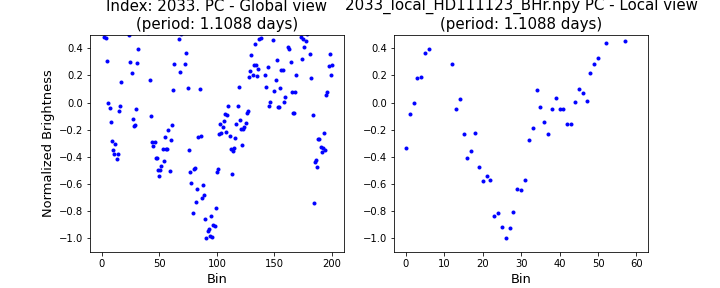 Index: 2033. PC - Global view
(period: 1.1088 days)
2033_local_HD111123_BHr.npy PC - Local view
(period: 1.1088 days)
Normalized Brightness
0.4
0.2
0.0
−0.2
−0.4
−0.6
−0.8
−1.0
0 50 100 150 200
Bin
0.4
0.2
0.0
−0.2
−0.4
−0.6
−0.8
−1.0
0 10 20 30 40 50 60
Bin